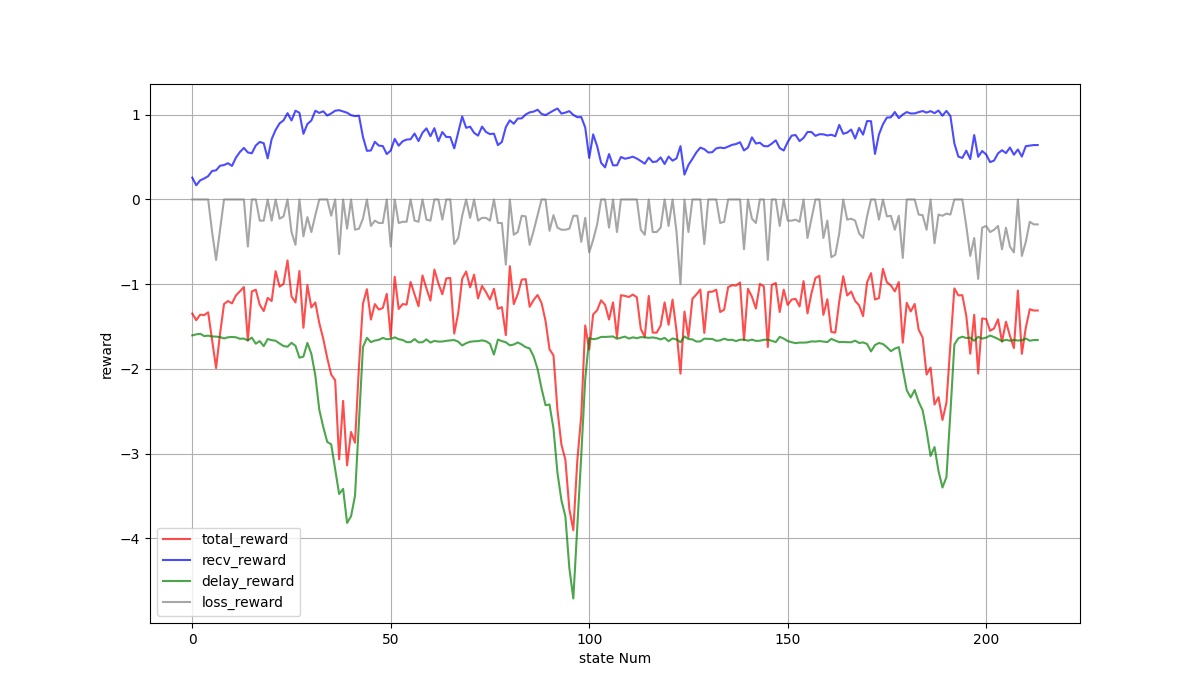 1
0
−1
−2
−3
−4
reward
total_reward
recv_reward
delay_reward
loss_reward
0
50
100
150
200
state Num